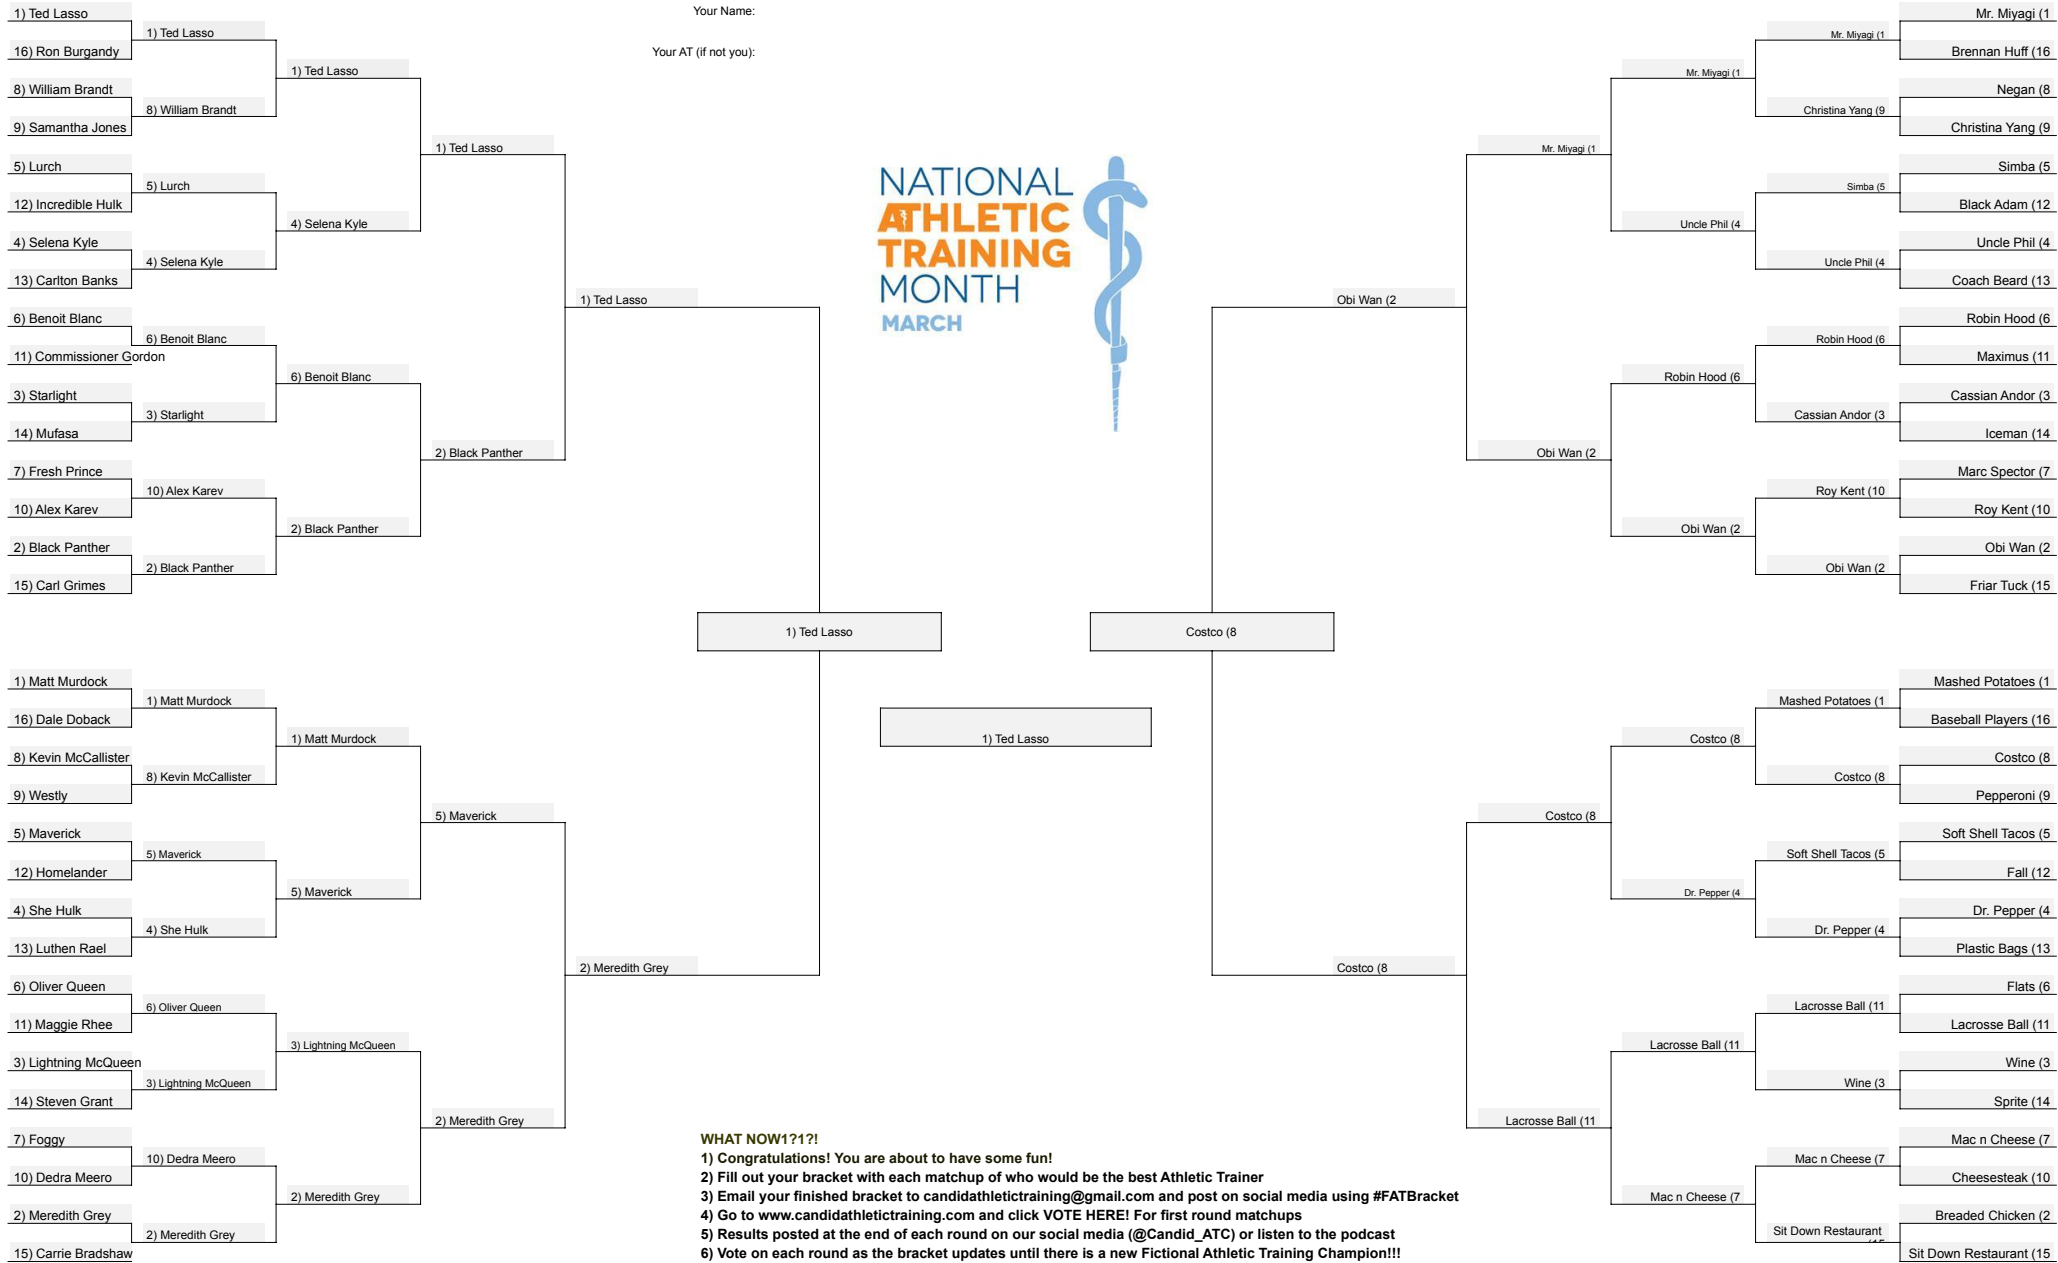 Your Name:
Your AT (if not you):
1) Ted Lasso
16) Ron Burgandy
8) William Brandt
9) Samantha Jones
5) Lurch
12) Incredible Hulk
4) Selena Kyle
13) Carlton Banks
6) Benoit Blanc
11) Commissioner Gordon
3) Starlight
14) Mufasa
7) Fresh Prince
10) Alex Karev
2) Black Panther
15) Carl Grimes
1) Ted Lasso
8) William Brandt
5) Lurch
4) Selena Kyle
6) Benoit Blanc
3) Starlight
10) Alex Karev
2) Black Panther
1) Ted Lasso
4) Selena Kyle
6) Benoit Blanc
2) Black Panther
1) Ted Lasso
2) Black Panther
1) Ted Lasso
1) Matt Murdock
16) Dale Doback
8) Kevin McCallister
9) Westly
5) Maverick
12) Homelander
4) She Hulk
13) Luthen Rael
6) Oliver Queen
11) Maggie Rhee
3) Lightning McQueen
14) Steven Grant
7) Foggy
10) Dedra Meero
2) Meredith Grey
15) Carrie Bradshaw
1) Matt Murdock
8) Kevin McCallister
5) Maverick
4) She Hulk
6) Oliver Queen
3) Lightning McQueen
10) Dedra Meero
2) Meredith Grey
1) Matt Murdock
5) Maverick
3) Lightning McQueen
2) Meredith Grey
5) Maverick
2) Meredith Grey
2) Meredith Grey
1) Ted Lasso
NATIONAL
ATHLETIC
TRAINING
MONTH
MARCH
1) Ted Lasso
Costco (8
Obi Wan (2
Mr. Miyagi (1
Obi Wan (2
Mr. Miyagi (1
Uncle Phil (4
Robin Hood (6
Obi Wan (2
Mr. Miyagi (1
Christina Yang (9
Simba (5
Uncle Phil (4
Robin Hood (6
Cassian Andor (3
Roy Kent (10
Obi Wan (2
Mr. Miyagi (1
Brennan Huff (16
Negan (8
Christina Yang (9
Simba (5
Black Adam (12
Uncle Phil (4
Coach Beard (13
Robin Hood (6
Maximus (11
Cassian Andor (3
Iceman (14
Marc Spector (7
Roy Kent (10
Obi Wan (2
Friar Tuck (15
Costco (8
Costco (8
Lacrosse Ball (11
Costco (8
Dr. Pepper (4
Lacrosse Ball (11
Mac n Cheese (7
Mashed Potatoes (1
Costco (8
Soft Shell Tacos (5
Dr. Pepper (4
Lacrosse Ball (11
Wine (3
Mac n Cheese (7
Sit Down Restaurant
Mashed Potatoes (1
Baseball Players (16
Costco (8
Pepperoni (9
Soft Shell Tacos (5
Fall (12
Dr. Pepper (4
Plastic Bags (13
Flats (6
Lacrosse Ball (11
Wine (3
Sprite (14
Mac n Cheese (7
Cheesesteak (10
Breaded Chicken (2
Sit Down Restaurant (15
WHAT NOW1?1?!
1) Congratulations! You are about to have some fun!
2) Fill out your bracket with each matchup of who would be the best Athletic Trainer
3) Email your finished bracket to candidathletictraining@gmail.com and post on social media using #FATBracket
4) Go to www.candidathletictraining.com and click VOTE HERE! For first round matchups
5) Results posted at the end of each round on our social media (@Candid_ATC) or listen to the podcast
6) Vote on each round as the bracket updates until there is a new Fictional Athletic Training Champion!!!